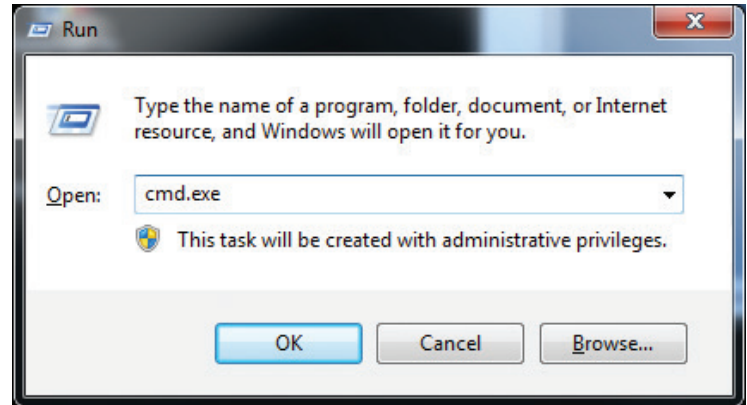 Run
Type the name of a program, folder, document, or Internet
resource, and Windows will open it for you.
Open:
cmd.exe
This task will be created with administrative privileges.
OK
Cancel
Browse...